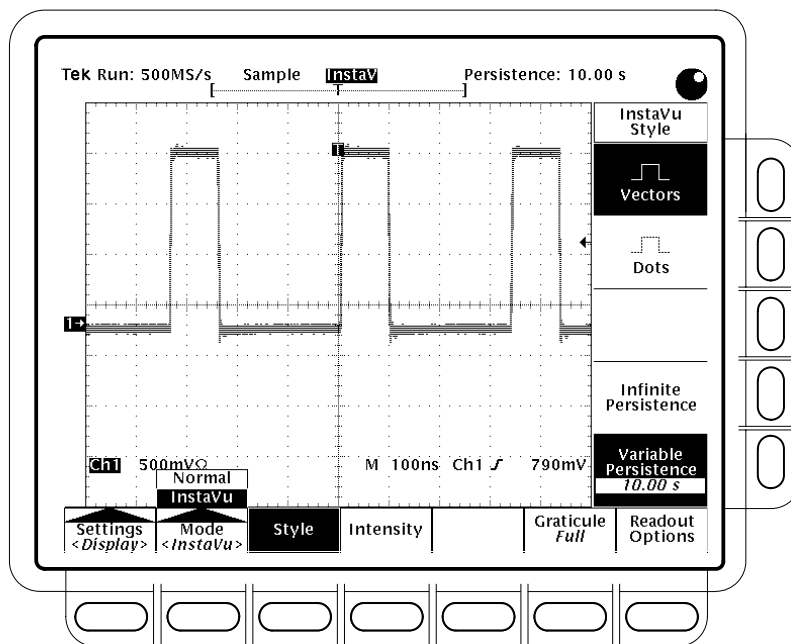 Tek Run: 500MS/s Sample InstaV Persistence: 10.00 s
T
InstaVu
Style
T
Vectors
Dots
1→
Infinite
Persistence
Ch1 500mVΩ M 100ns Ch1 790mV
Variable
Persistence
10.00 s
Normal
InstaVu
Settings
<Display>
Mode
<InstaVu>
Style
Intensity
Graticule
Full
Readout
Options